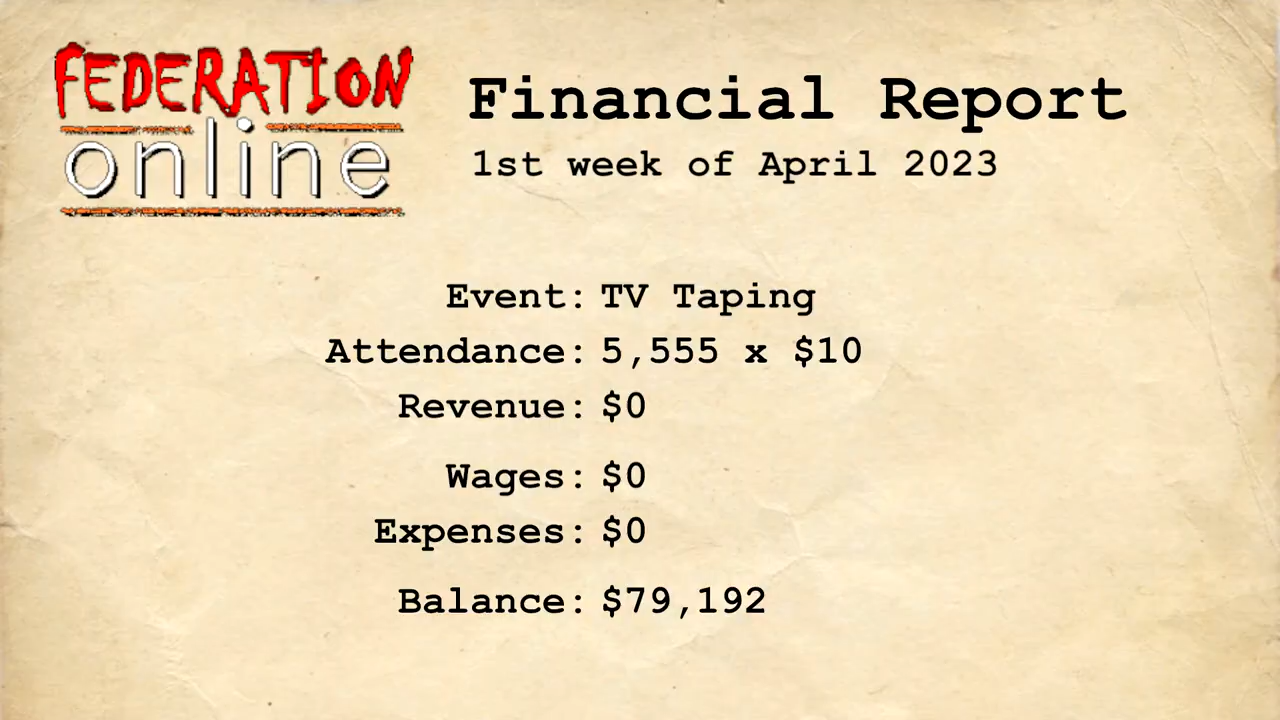 FEDERATION
online
Financial Report
1st week of April 2023
Event: TV Taping
Attendance: 5,555 x $10
Revenue: $0
Wages: $0
Expenses: $0
Balance: $79,192